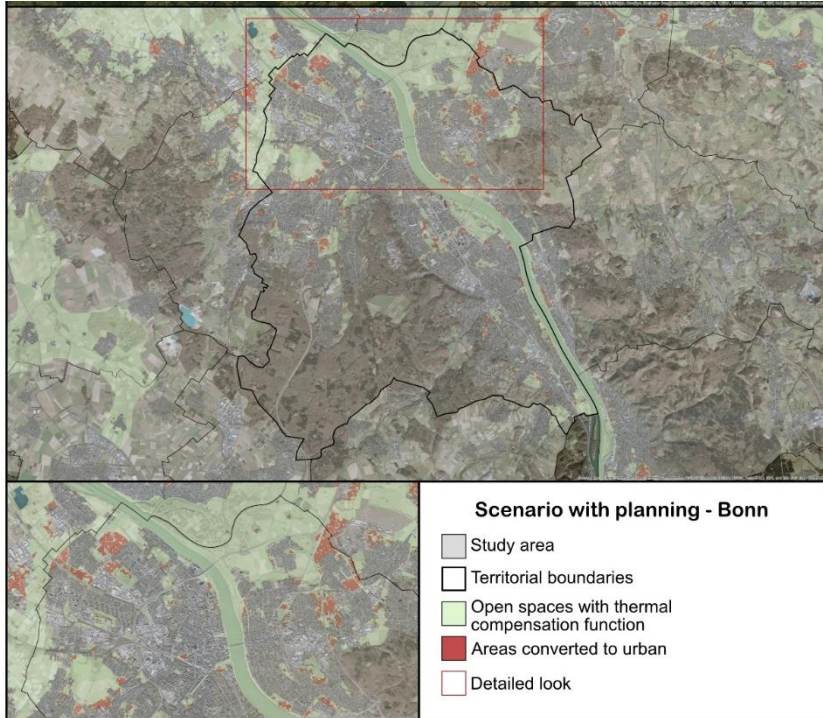 Scenario with planning - Bonn
Study area
Territorial boundaries
Open spaces with thermal
compensation function
Areas converted to urban
Detailed look